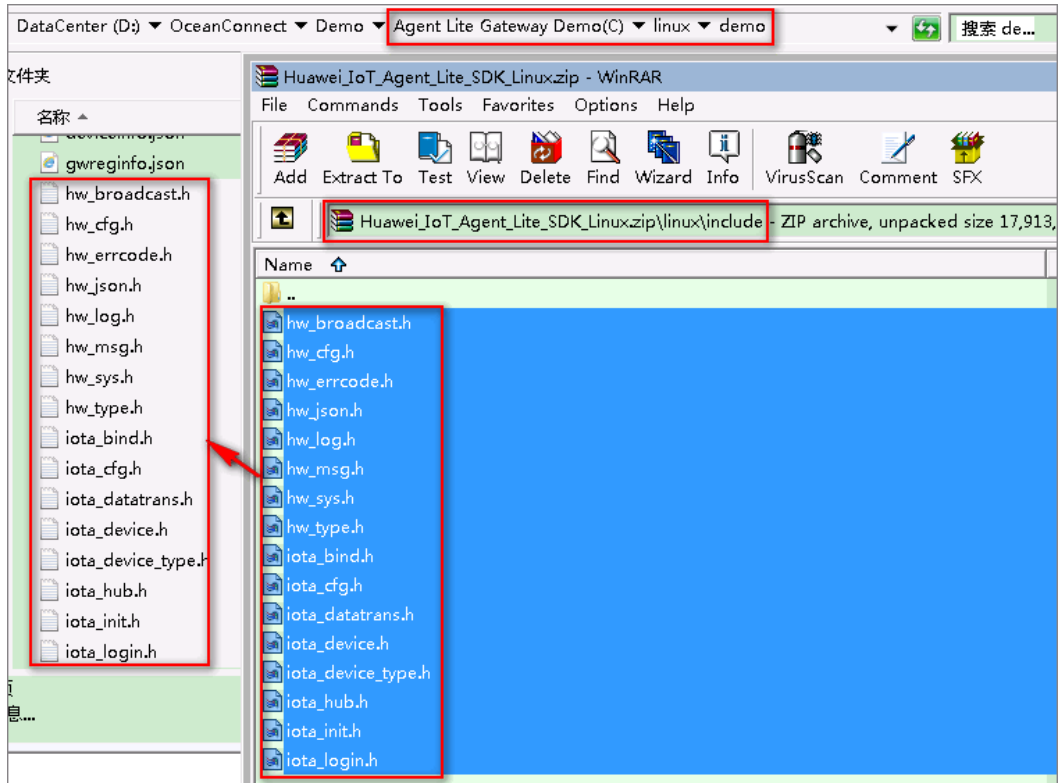 DataCenter (D:) ▼ OceanConnect ▼ Demo ▼ Agent Lite Gateway Demo(C) ▼ linux ▼ demo
搜索 de...
文件夹
名称
deviceinfo.json
gwreginfo.json
hw_broadcast.h
hw_cfg.h
hw_errcode.h
hw_json.h
hw_log.h
hw_msg.h
hw_sys.h
hw_type.h
iota_bind.h
iota_cfg.h
iota_datatrans.h
iota_device.h
iota_device_type.h
iota_hub.h
iota_init.h
iota_login.h
息...
Huawei_IoT_Agent_Lite_SDK_Linux.zip - WinRAR
File Commands Tools Favorites Options Help
Add Extract To Test View Delete Find Wizard Info VirusScan Comment SFX
Huawei_IoT_Agent_Lite_SDK_Linux.zip\linux\include - ZIP archive, unpacked size 17,913,
Name
..
hw_broadcast.h
hw_cfg.h
hw_errcode.h
hw_json.h
hw_log.h
hw_msg.h
hw_sys.h
hw_type.h
iota_bind.h
iota_cfg.h
iota_datatrans.h
iota_device.h
iota_device_type.h
iota_hub.h
iota_init.h
iota_login.h